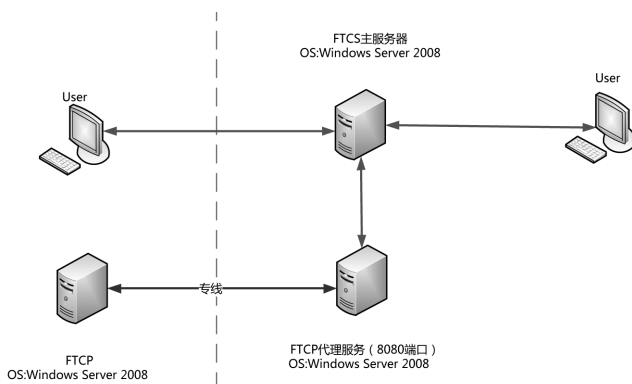 FTCS主服务器
OS:Windows Server 2008
User
User
专线
FTCP
OS:Windows Server 2008
FTCP代理服务（8080端口）
OS:Windows Server 2008